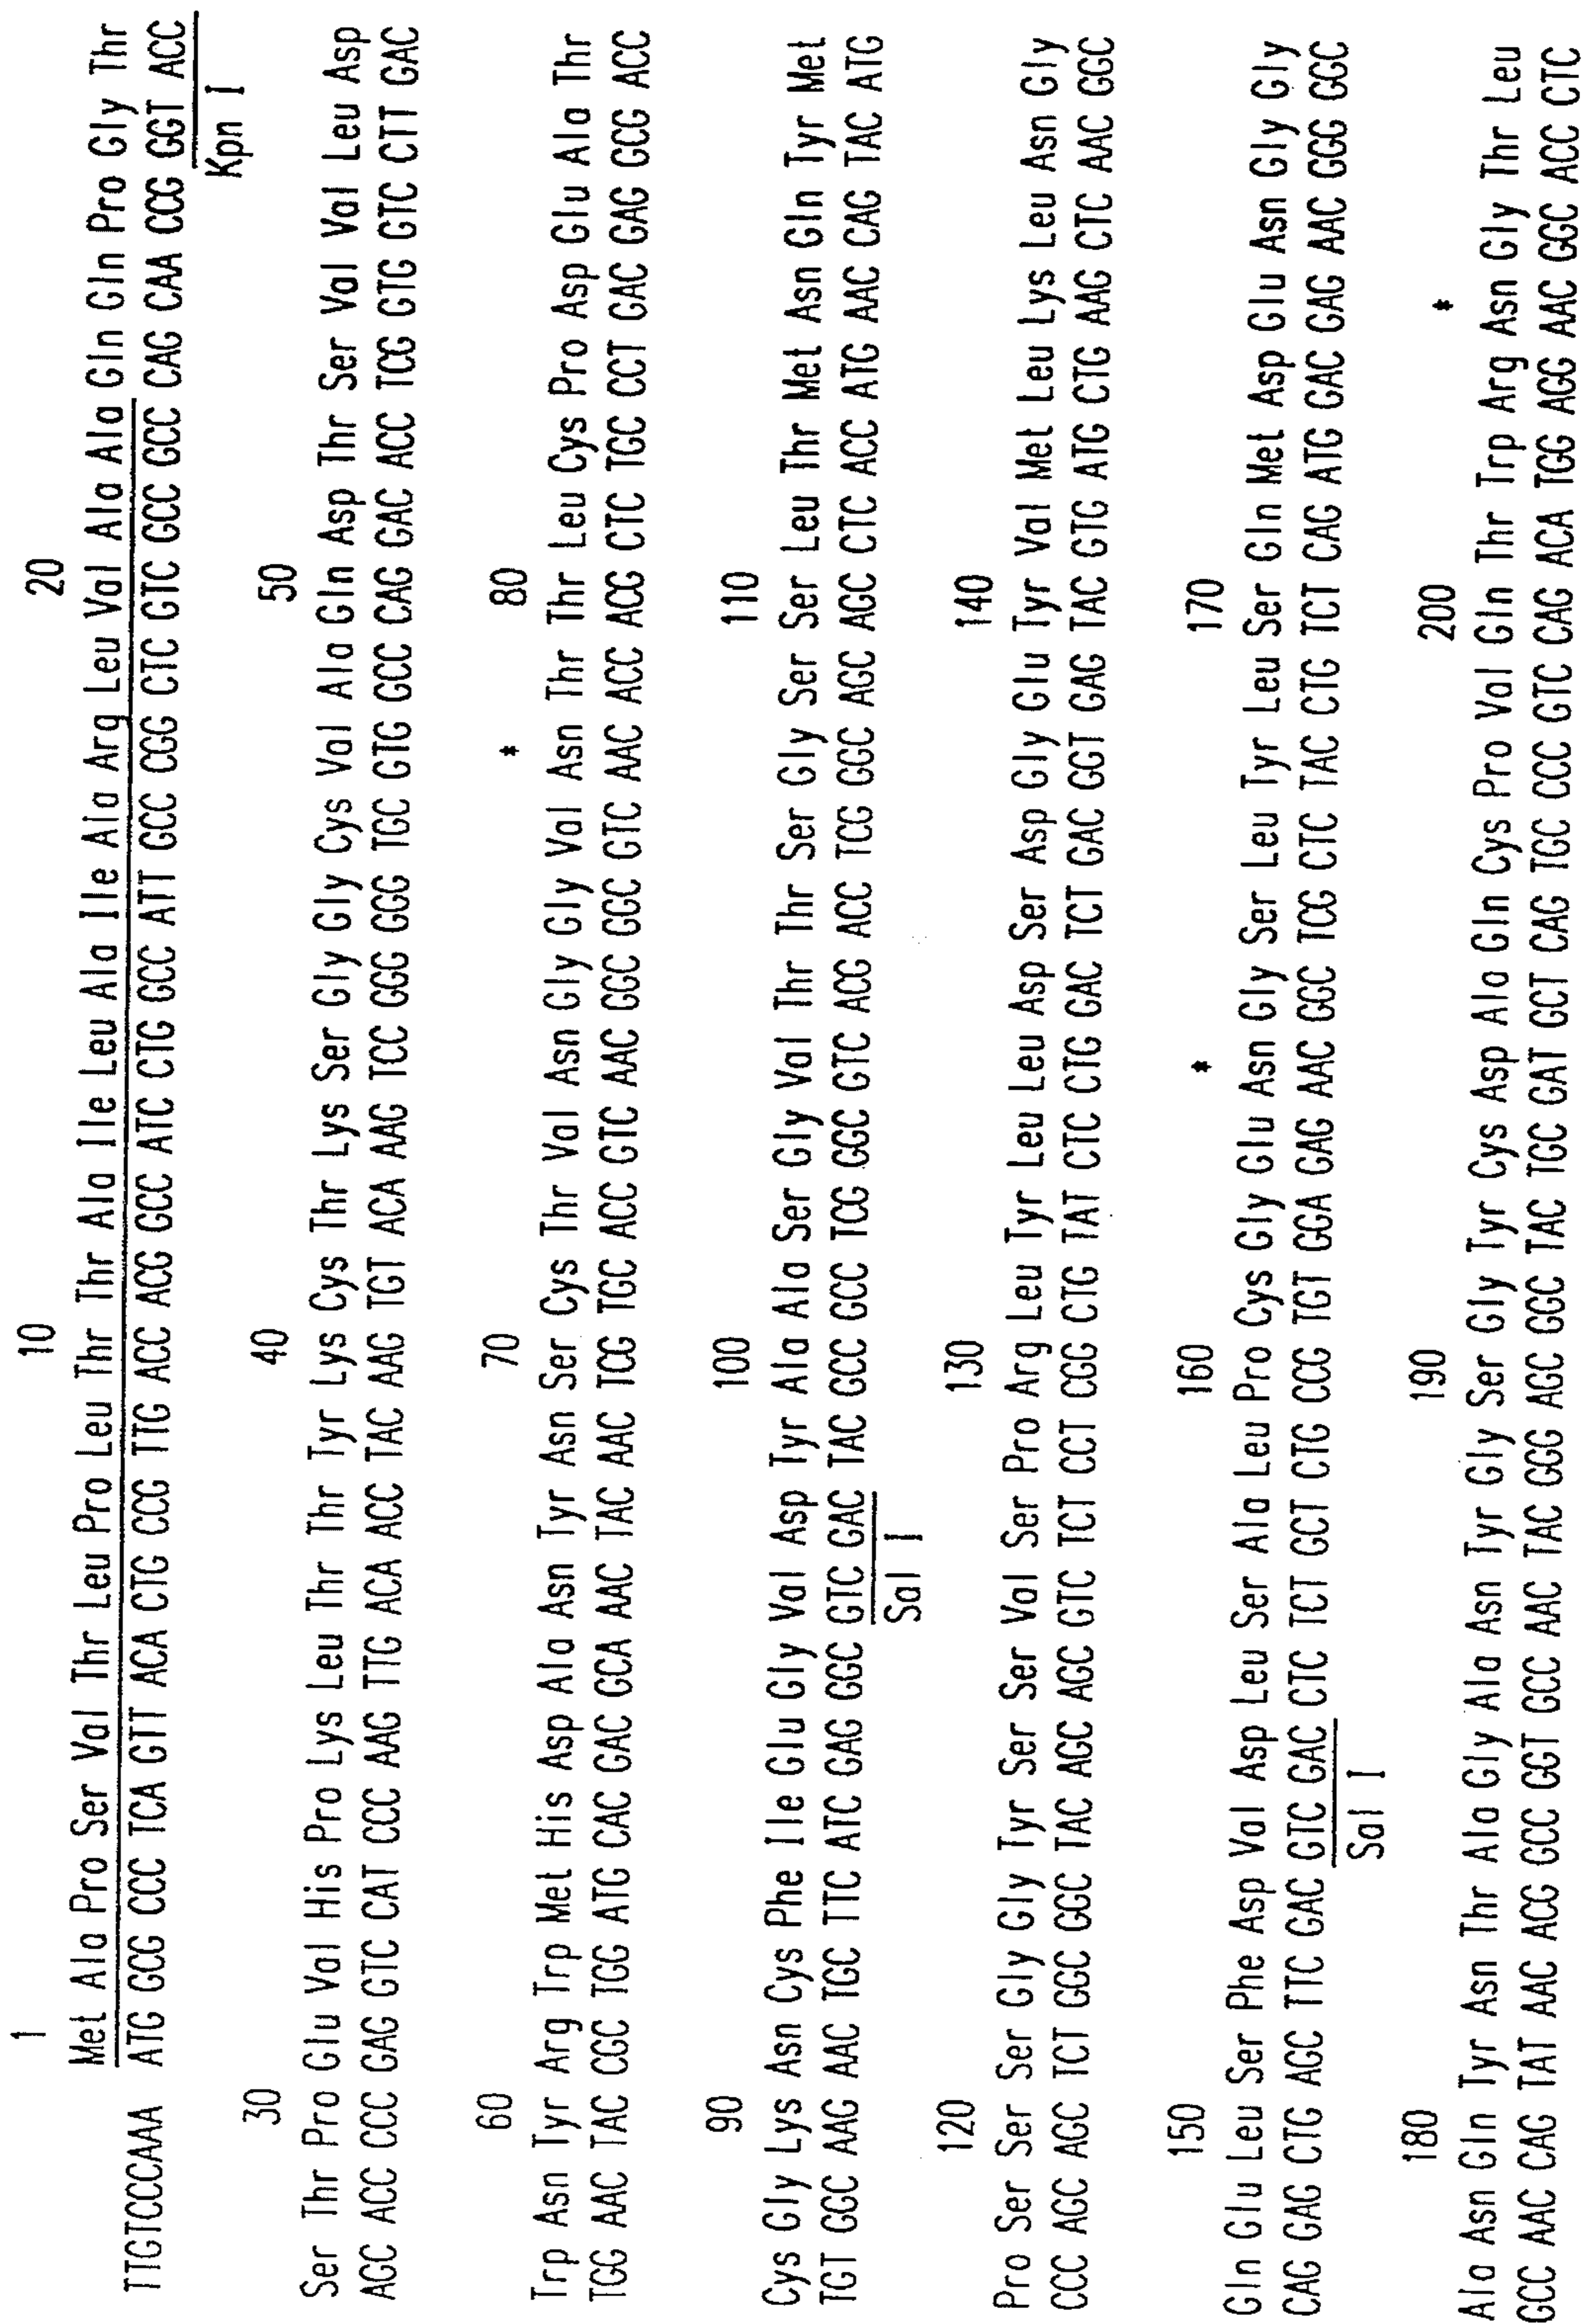 1 10 20
Met Ala Pro Ser Val Thr Leu Pro Leu Thr Thr Ala Ile Leu Ala Ile Ala Arg Leu Val Ala Ala Gln Gln Pro Gly Thr
TTGTCCCAAA ATG GCG CCC TCA GTT ACA CTG CCG TTG ACC ACG GCC ATC CTG GCC ATT GCC CGG CTC GTC GCC GCC CAG CAA CCG GGT ACC
Kpn I
30 40 50
Ser Thr Pro Glu Val His Pro Lys Leu Thr Thr Tyr Lys Cys Thr Lys Ser Gly Gly Cys Val Ala Gln Asp Thr Ser Val Val Leu Asp
AGC ACC CCC GAG GTC CAT CCC AAG TTG ACA ACC TAC AAG TGT ACA AAG TCC GGG GGG TGC GTG GCC CAG GAC ACC TCG GTG GTC CTT GAC
60 70 * 80
Trp Asn Tyr Arg Trp Met His Asp Ala Asn Tyr Asn Ser Cys Thr Val Asn Gly Gly Val Asn Thr Thr Leu Cys Pro Asp Glu Ala Thr
TGG AAC TAC CGC TGG ATG CAC GAC GCA AAC TAC AAC TCG TGC ACC GTC AAC GGC GGC GTC AAC ACC ACG CTC TGC CCT GAC GAG GCG ACC
90 100 110
Cys Gly Lys Asn Cys Phe Ile Glu Gly Val Asp Tyr Ala Ala Ser Gly Val Thr Thr Ser Gly Ser Ser Leu Thr Met Asn Gln Tyr Met
TGT GGC AAG AAC TGC TTC ATC GAG GGC GTC GAC TAC GCC GCC TCG GGC GTC ACG ACC TCG GGC AGC AGC CTC ACC ATG AAC CAG TAC ATG
Sal I
120 130 140
Pro Ser Ser Ser Gly Gly Tyr Ser Ser Val Ser Pro Arg Leu Tyr Leu Leu Asp Ser Asp Gly Glu Tyr Val Met Leu Lys Leu Asn Gly
CCC AGC AGC TCT GGC GGC TAC AGC AGC GTC TCT CCT CGG CTG TAT CTC CTG GAC TCT GAC GGT GAG TAC GTG ATG CTG AAG CTC AAC GGC
150 160 * 170
Gln Glu Leu Ser Phe Asp Val Asp Leu Ser Ala Leu Pro Cys Gly Glu Asn Gly Ser Leu Tyr Leu Ser Gln Met Asp Glu Asn Gly Gly
CAG GAG CTG AGC TTC GAC GTC GAC CTC TCT GCT CTG CCG TGT GGA GAG AAC GGC TCG CTC TAC CTG TCT CAG ATG GAC GAG AAC GGG GGC
Sal I
180 190 200 *
Ala Asn Gln Tyr Asn Thr Ala Gly Ala Asn Tyr Gly Ser Gly Tyr Cys Asp Ala Gln Cys Pro Val Gln Thr Trp Arg Asn Gly Thr Leu
GCC AAC CAG TAT AAC ACG GCC GGT GCC AAC TAC GGG AGC GGC TAC TGC GAT GCT CAG TGC CCC GTC CAG ACA TGG AGG AAC GGC ACC CTC